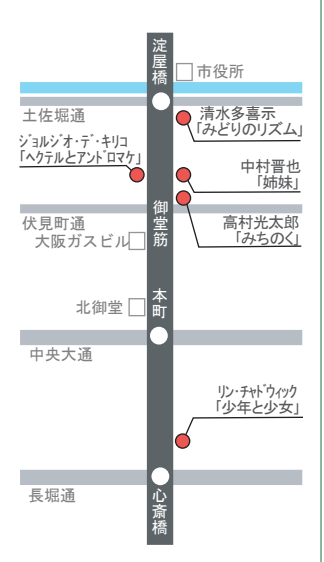 淀屋橋
市役所
土佐堀通
清水多喜示
「みどりのリズム」
ジョルジオ・デ・キリコ
「ヘクテルとアンドロマケ」
中村晋也
「姉妹」
御堂筋
高村光太郎
「みちのく」
伏見町通
大阪ガスビル
本町
北御堂
中央大通
リン・チャドウィック
「少年と少女」
長堀通
心斎橋